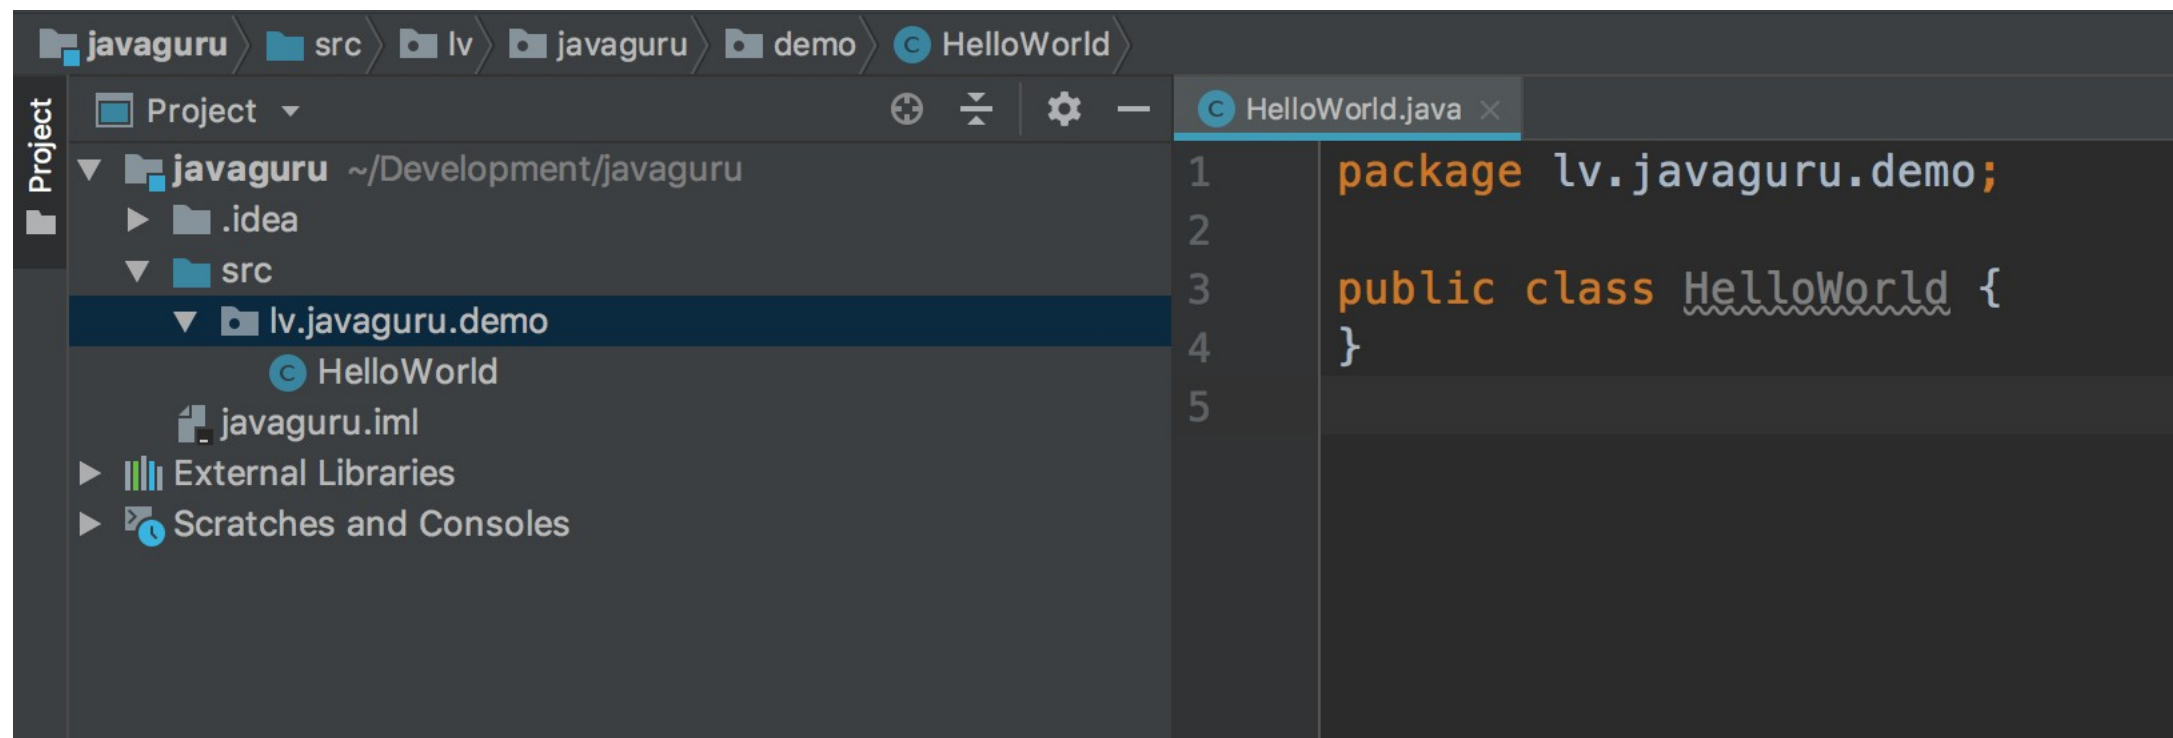 javaguru src lv javaguru demo HelloWorld
Project
Project
HelloWorld.java
javaguru ~/Development/javaguru
.idea
src
lv.javaguru.demo
HelloWorld
javaguru.iml
External Libraries
Scratches and Consoles
1 package lv.javaguru.demo;
2
3 public class HelloWorld {
4 }
5